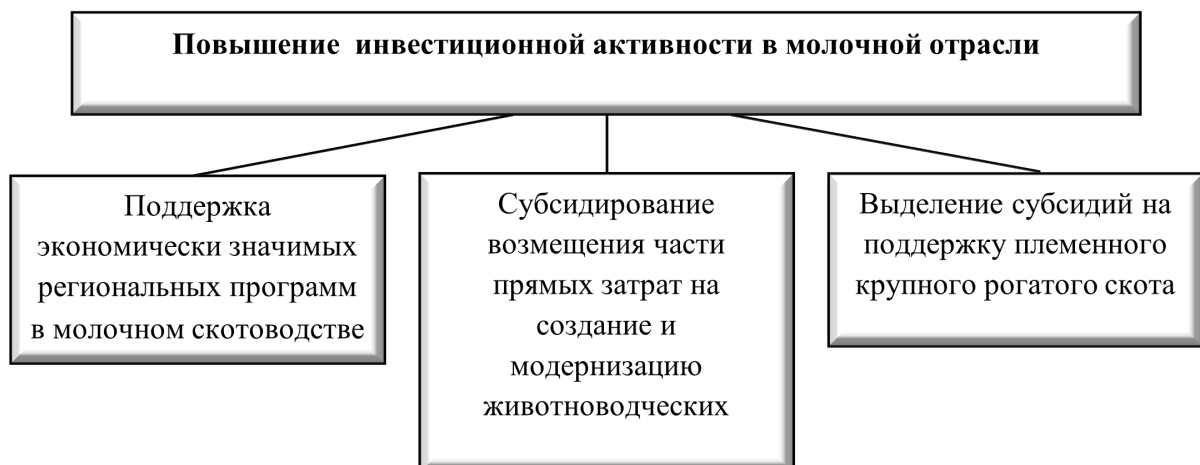 Повышение  инвестиционной активности в молочной отрасли
Поддержка
экономически значимых
региональных программ
в молочном скотоводстве
Субсидирование
возмещения части
прямых затрат на
создание и
модернизацию
животноводческих
Выделение субсидий на
поддержку племенного
крупного рогатого скота